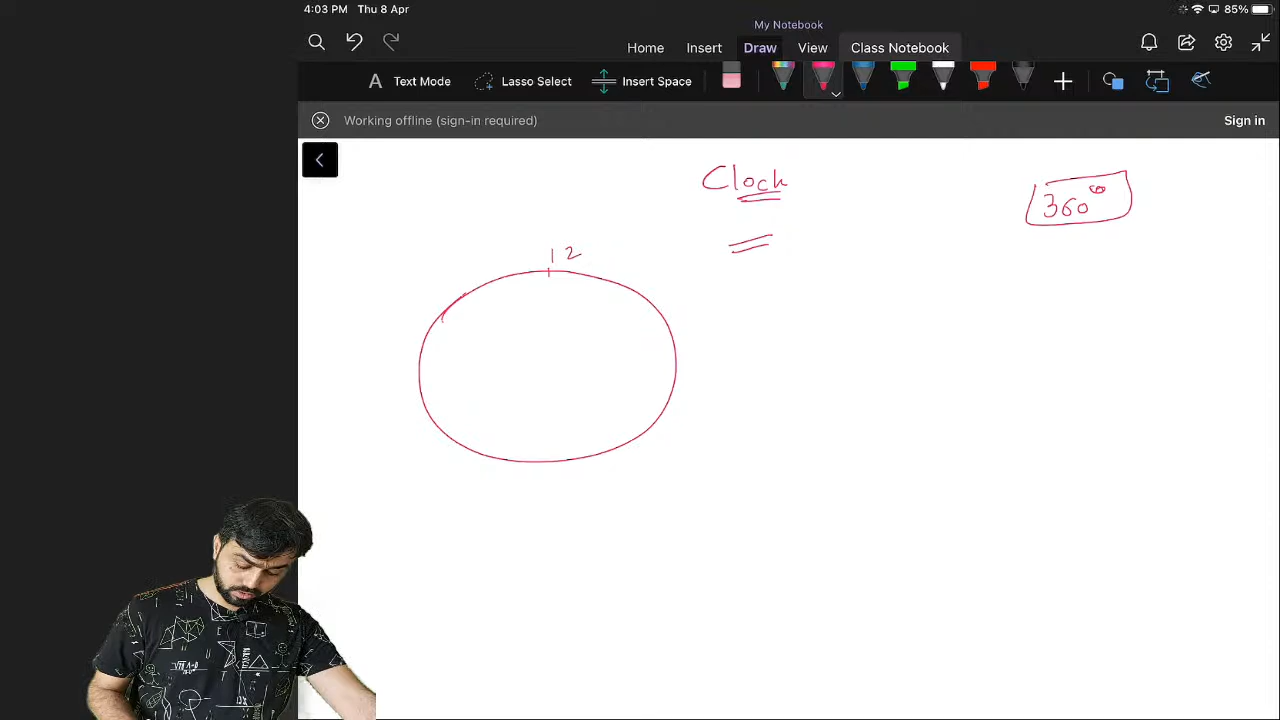 4:03 PM Thu 8 Apr
85%
My Notebook
Home Insert Draw View Class Notebook
A Text Mode Lasso Select Insert Space
Working offline (sign-in required)
Sign in
Clock
360°
12